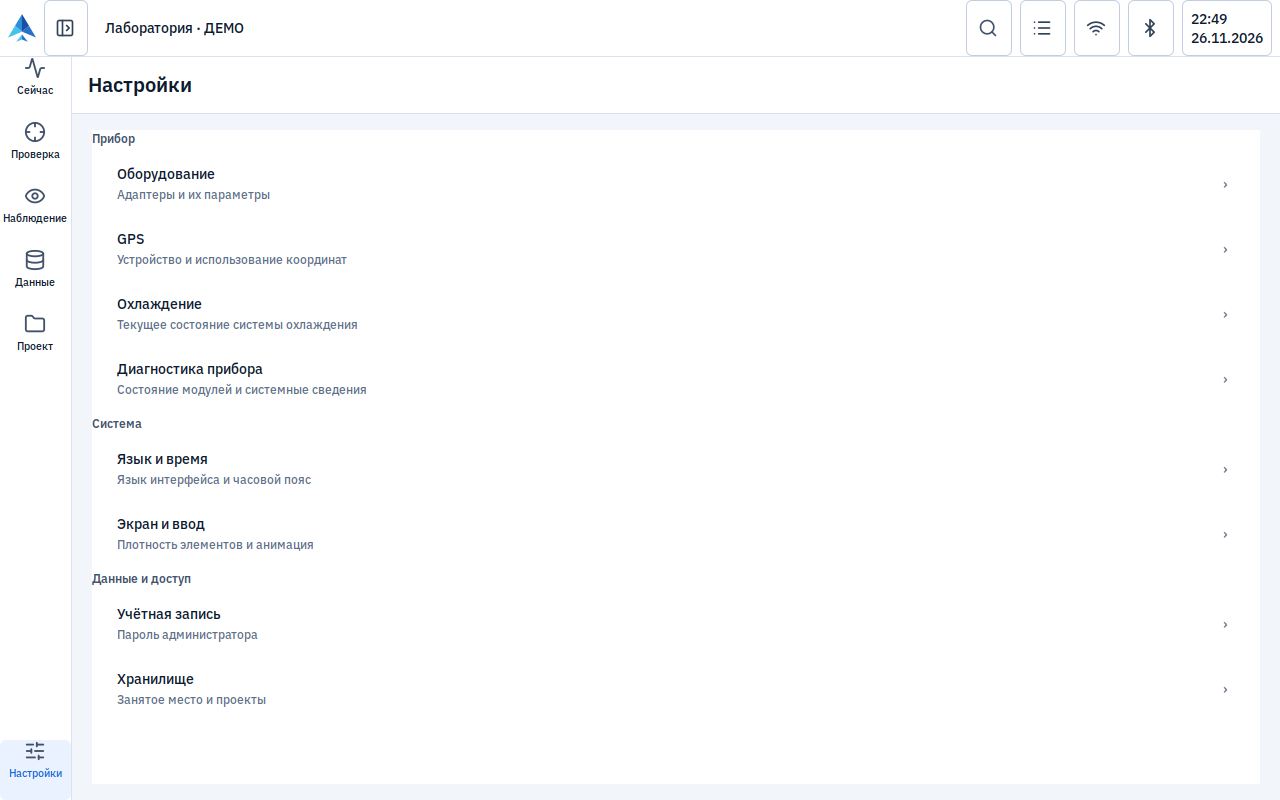 Лаборатория · ДЕМО
22:49
26.11.2026
Сейчас
Проверка
Наблюдение
Данные
Проект
Настройки
Настройки
Прибор
Оборудование
Адаптеры и их параметры
GPS
Устройство и использование координат
Охлаждение
Текущее состояние системы охлаждения
Диагностика прибора
Состояние модулей и системные сведения
Система
Язык и время
Язык интерфейса и часовой пояс
Экран и ввод
Плотность элементов и анимация
Данные и доступ
Учётная запись
Пароль администратора
Хранилище
Занятое место и проекты